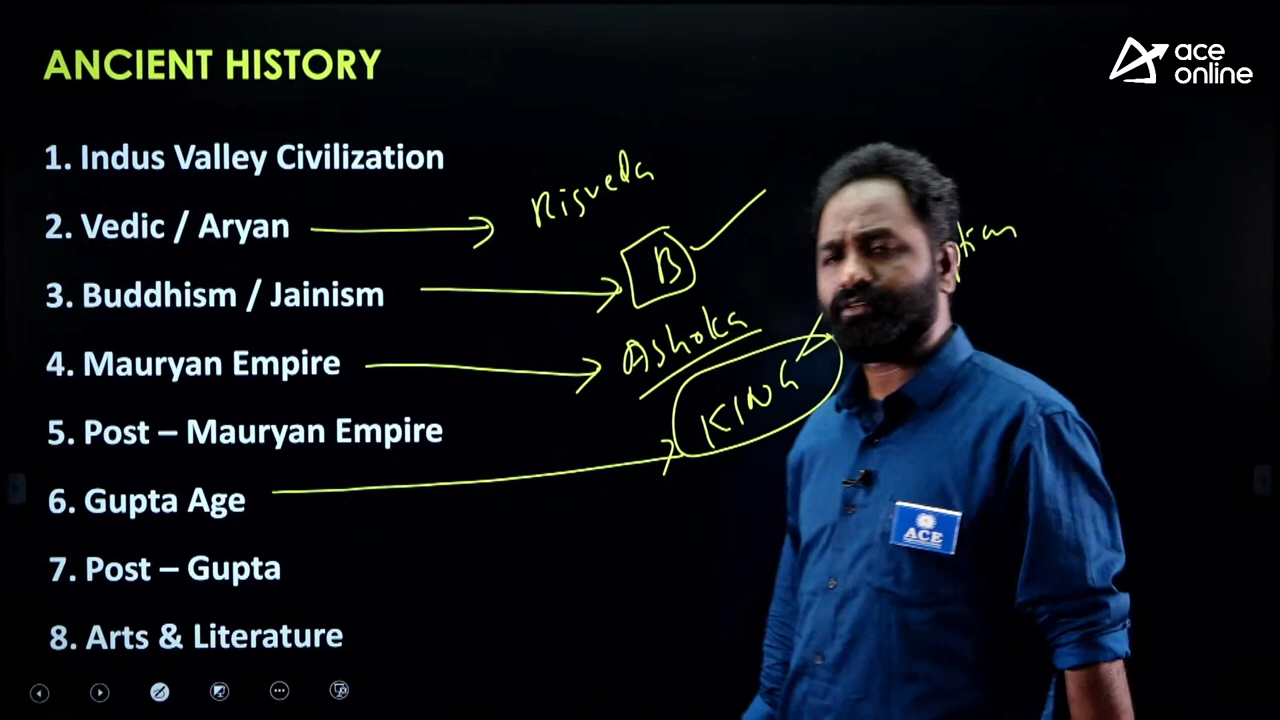 ANCIENT HISTORY
ace
online
1. Indus Valley Civilization
2. Vedic / Aryan
Rigveda
3. Buddhism / Jainism
B
4. Mauryan Empire
Ashoka
KING
5. Post – Mauryan Empire
6. Gupta Age
ACE
7. Post – Gupta
8. Arts & Literature